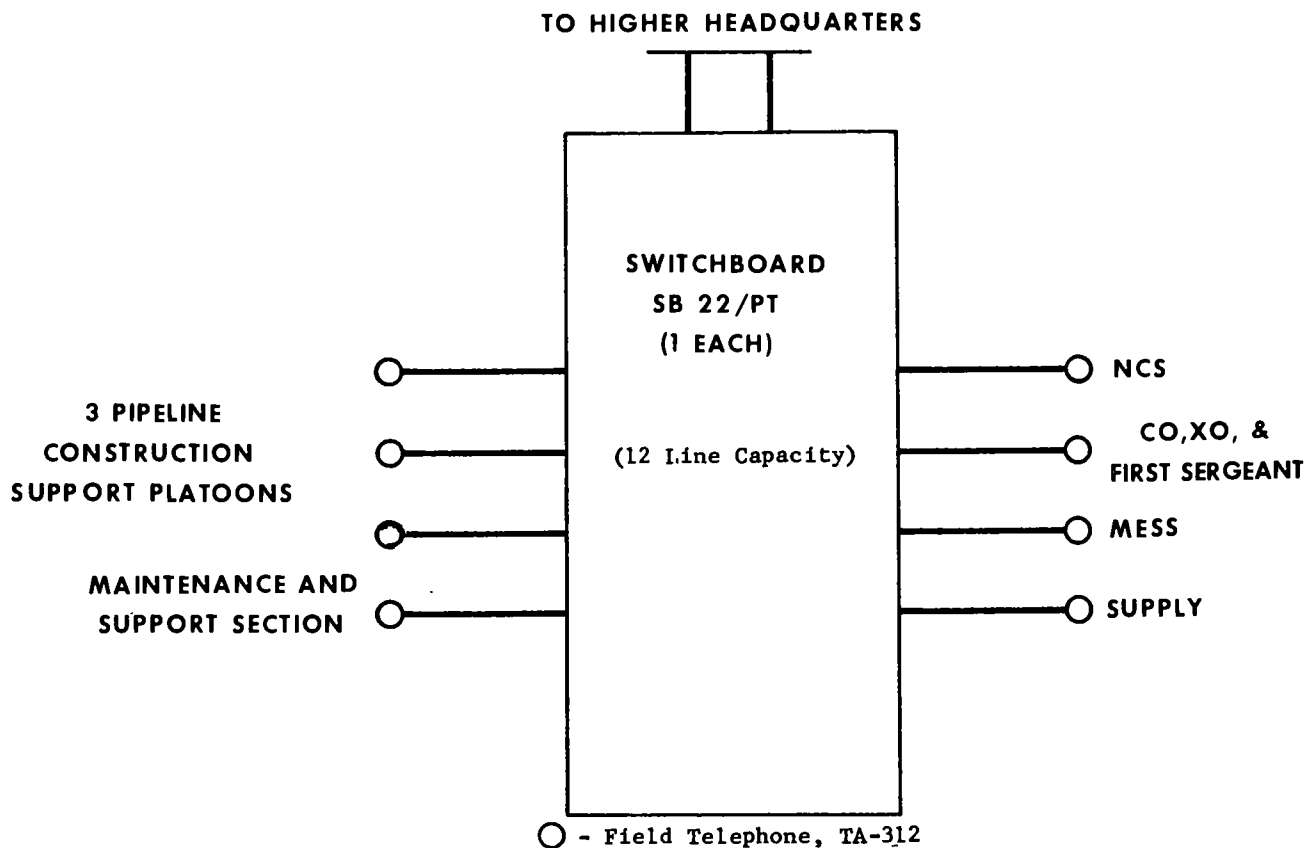 TO HIGHER HEADQUARTERS
SWITCHBOARD
SB 22/PT
(1 EACH)
(12 Line Capacity)
3 PIPELINE
CONSTRUCTION
SUPPORT PLATOONS
MAINTENANCE AND
SUPPORT SECTION
NCS
CO,XO, &
FIRST SERGEANT
MESS
SUPPLY
- Field Telephone, TA-312